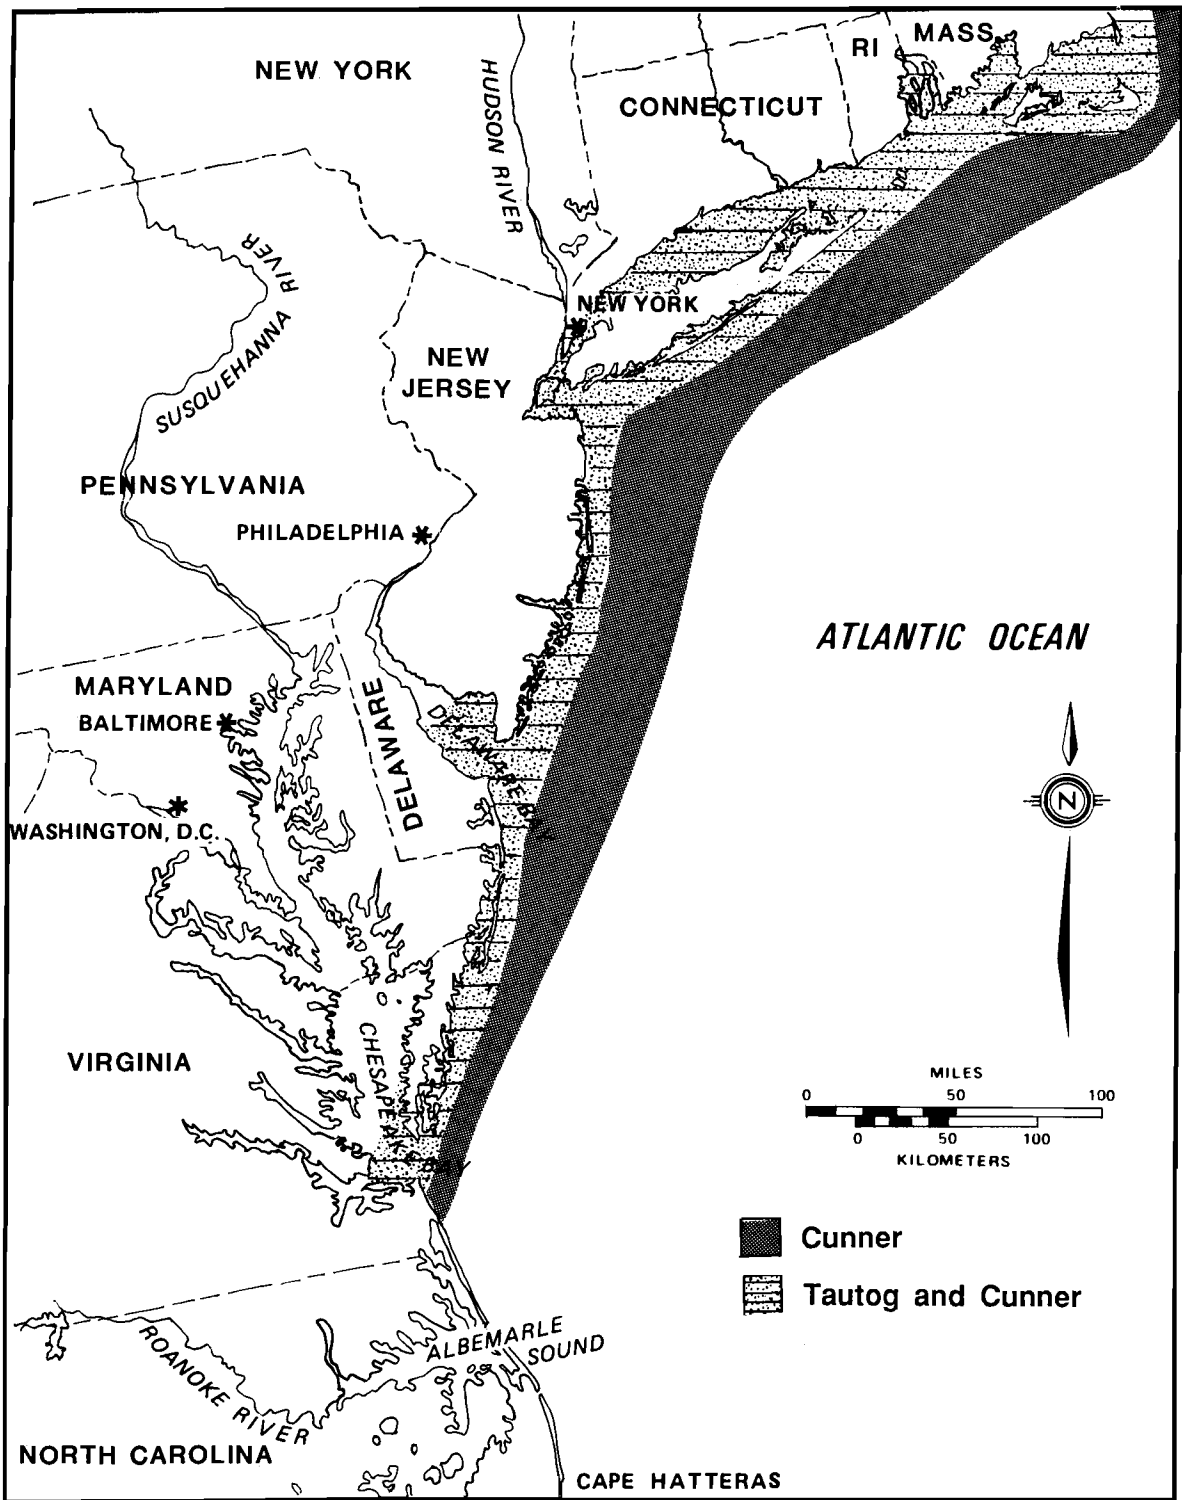 MASS.
RI
NEW YORK
HUDSON RIVER
CONNECTICUT
SUSQUEHANNA RIVER
NEW YORK
NEW
JERSEY
PENNSYLVANIA
PHILADELPHIA
ATLANTIC OCEAN
MARYLAND
BALTIMORE
DELAWARE
DELAWARE BAY
WASHINGTON, D.C.
N
VIRGINIA
CHESAPEAKE BAY
MILES
0 50 100
0 50 100
KILOMETERS
Cunner
Tautog and Cunner
ALBEMARLE
SOUND
ROANOKE RIVER
NORTH CAROLINA
CAPE HATTERAS